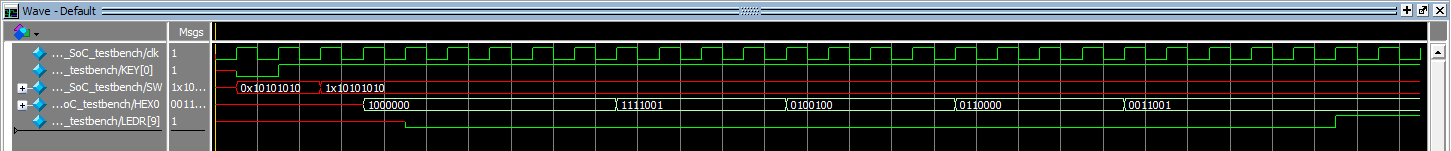 Wave - Default
Msgs
..._SoC_testbench/clk 1
..._testbench/KEY[0] 1
..._SoC_testbench/SW 1x10... 0x10101010 1x10101010
...oC_testbench/HEX0 0011... 1000000 1111001 0100100 0110000 0011001
..._testbench/LEDR[9] 1